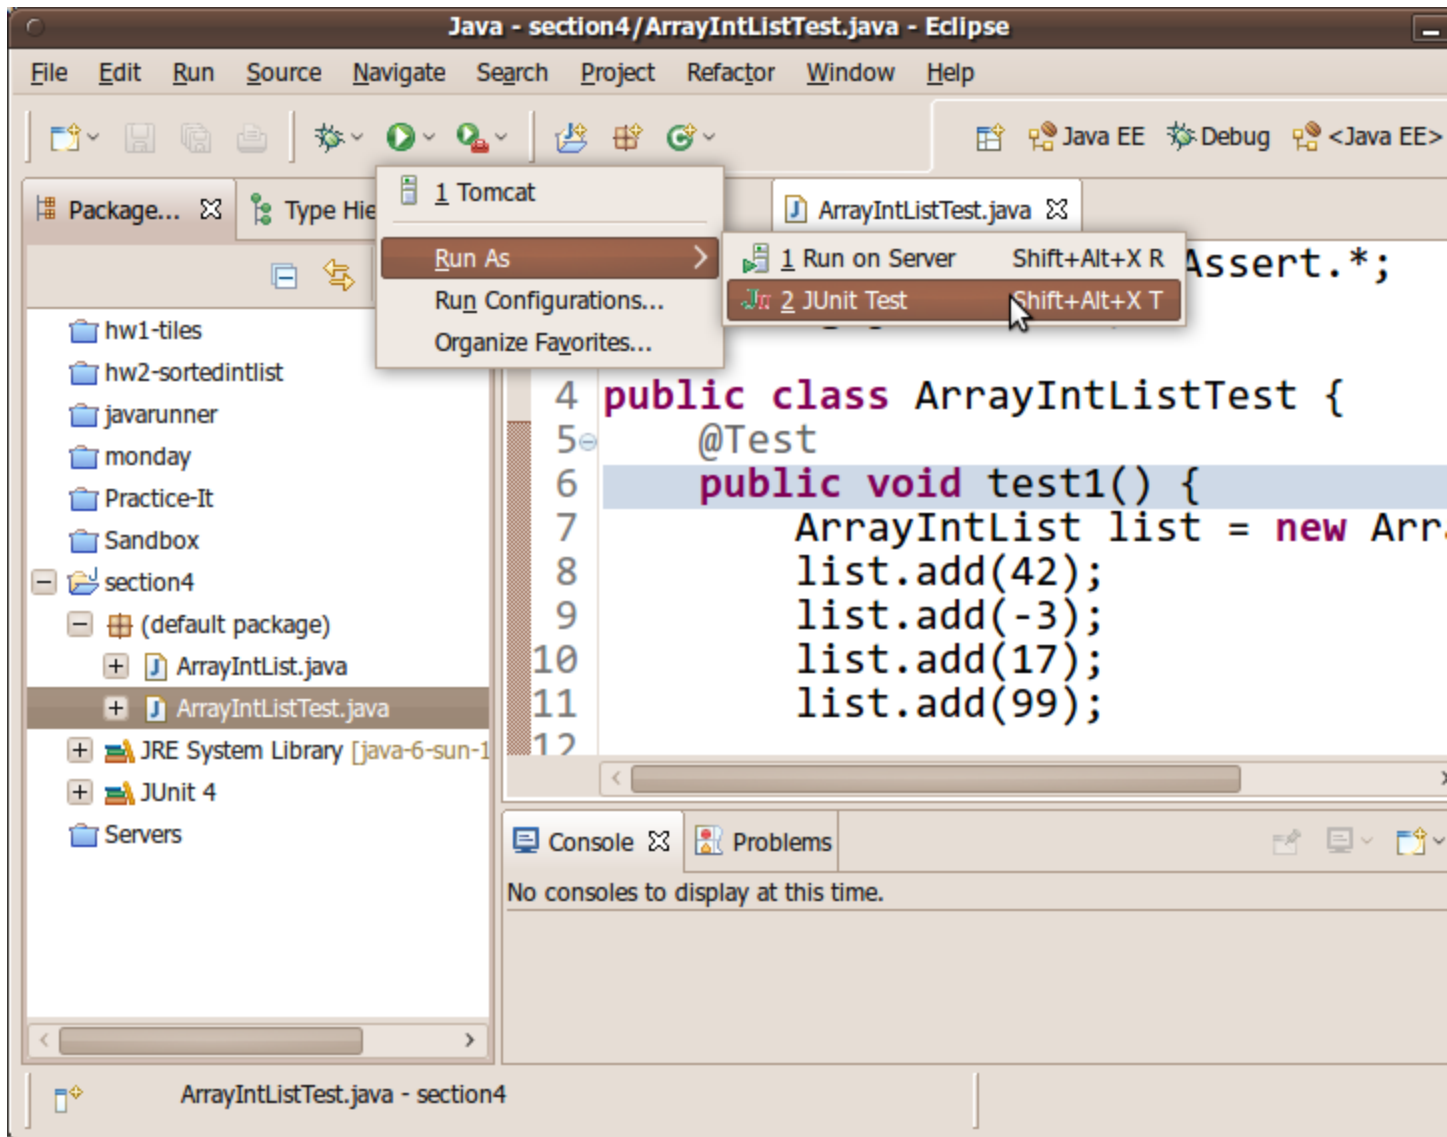 Java - section4/ArrayIntListTest.java - Eclipse
File Edit Run Source Navigate Search Project Refactor Window Help
Java EE Debug <Java EE>
Package... Type Hie
ArrayIntListTest.java
1 Tomcat
Run As
Run Configurations...
Organize Favorites...
1 Run on Server Shift+Alt+X R
2 JUnit Test Shift+Alt+X T
hw1-tiles
hw2-sortedintlist
javarunner
monday
Practice-It
Sandbox
section4
(default package)
ArrayIntList.java
ArrayIntListTest.java
JRE System Library [java-6-sun-1
JUnit 4
Servers
Assert.*;
4 public class ArrayIntListTest {
5 @Test
6 public void test1() {
7 ArrayIntList list = new Arr
8 list.add(42);
9 list.add(-3);
10 list.add(17);
11 list.add(99);
12
Console Problems
No consoles to display at this time.
ArrayIntListTest.java - section4